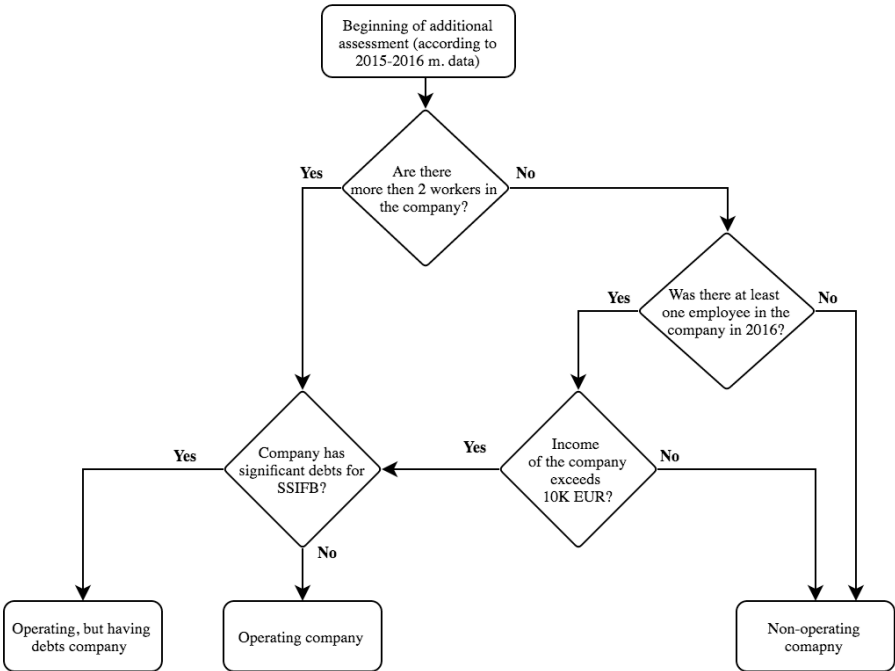 Beginning of additional
assessment (according to
2015-2016 m. data)
Yes
Are there
more then 2 workers in
the company?
No
Yes
Was there at least
one employee in the
company in 2016?
No
Yes
Company has
significant debts for
SSIFB?
Yes
Income
of the company
exceeds
10K EUR?
No
No
Operating, but having
debts company
Operating company
Non-operating
comapny